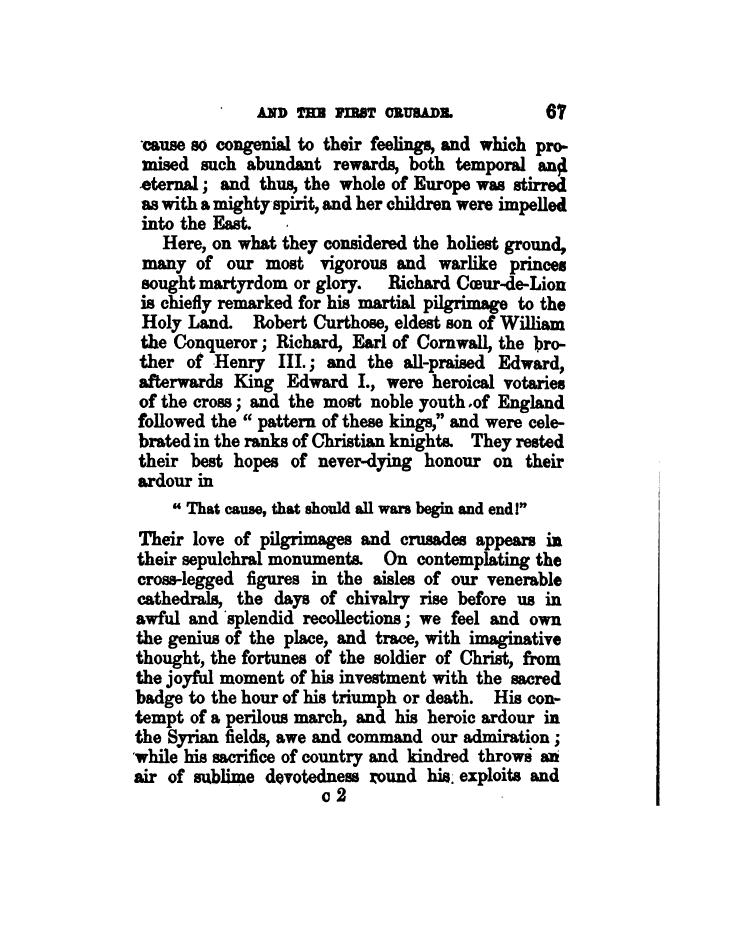 AND THE FIRST CRUSADE. 67
cause so congenial to their feelings, and which pro-
mised such abundant rewards, both temporal and
eternal; and thus, the whole of Europe was stirred
as with a mighty spirit, and her children were impelled
into the East.
Here, on what they considered the holiest ground,
many of our most vigorous and warlike princes
sought martyrdom or glory. Richard Cœur-de-Lion
is chiefly remarked for his martial pilgrimage to the
Holy Land. Robert Curthose, eldest son of William
the Conqueror; Richard, Earl of Cornwall, the bro-
ther of Henry III.; and the all-praised Edward,
afterwards King Edward I., were heroical votaries
of the cross; and the most noble youth of England
followed the “ pattern of these kings,” and were cele-
brated in the ranks of Christian knights. They rested
their best hopes of never-dying honour on their
ardour in
“ That cause, that should all wars begin and end!”
Their love of pilgrimages and crusades appears in
their sepulchral monuments. On contemplating the
cross-legged figures in the aisles of our venerable
cathedrals, the days of chivalry rise before us in
awful and splendid recollections; we feel and own
the genius of the place, and trace, with imaginative
thought, the fortunes of the soldier of Christ, from
the joyful moment of his investment with the sacred
badge to the hour of his triumph or death. His con-
tempt of a perilous march, and his heroic ardour in
the Syrian fields, awe and command our admiration;
while his sacrifice of country and kindred throws an
air of sublime devotedness round his exploits and
C 2